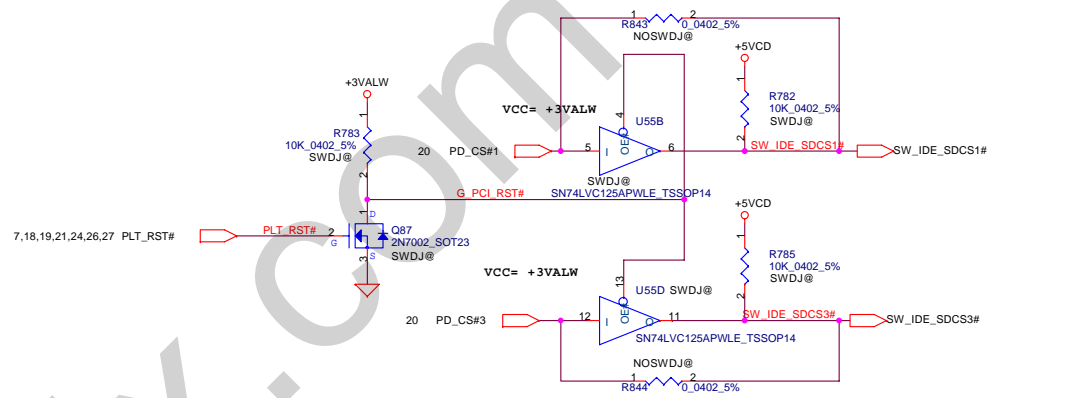 1 2
R843 0_0402_5%
NOSWDJ@
+5VCD
1
R782
10K_0402_5%
SWDJ@
2
+3VALW
1
R783
10K_0402_5%
SWDJ@
2
VCC= +3VALW
4
U55B
OE#
20 PD_CS#1
5 I O 6
SW_IDE_SDCS1#
SW_IDE_SDCS1#
SWDJ@
SN74LVC125APWLE_TSSOP14
G_PCI_RST#
+5VCD
1
R785
10K_0402_5%
SWDJ@
2
7,18,19,21,24,26,27 PLT_RST#
PLT_RST#
2
G
1
D
Q87
2N7002_SOT23
SWDJ@
3
S
VCC= +3VALW
13
U55D SWDJ@
OE#
20 PD_CS#3
12 I O 11
SW_IDE_SDCS3#
SW_IDE_SDCS3#
SN74LVC125APWLE_TSSOP14
NOSWDJ@
1 2
R844 0_0402_5%
x.com